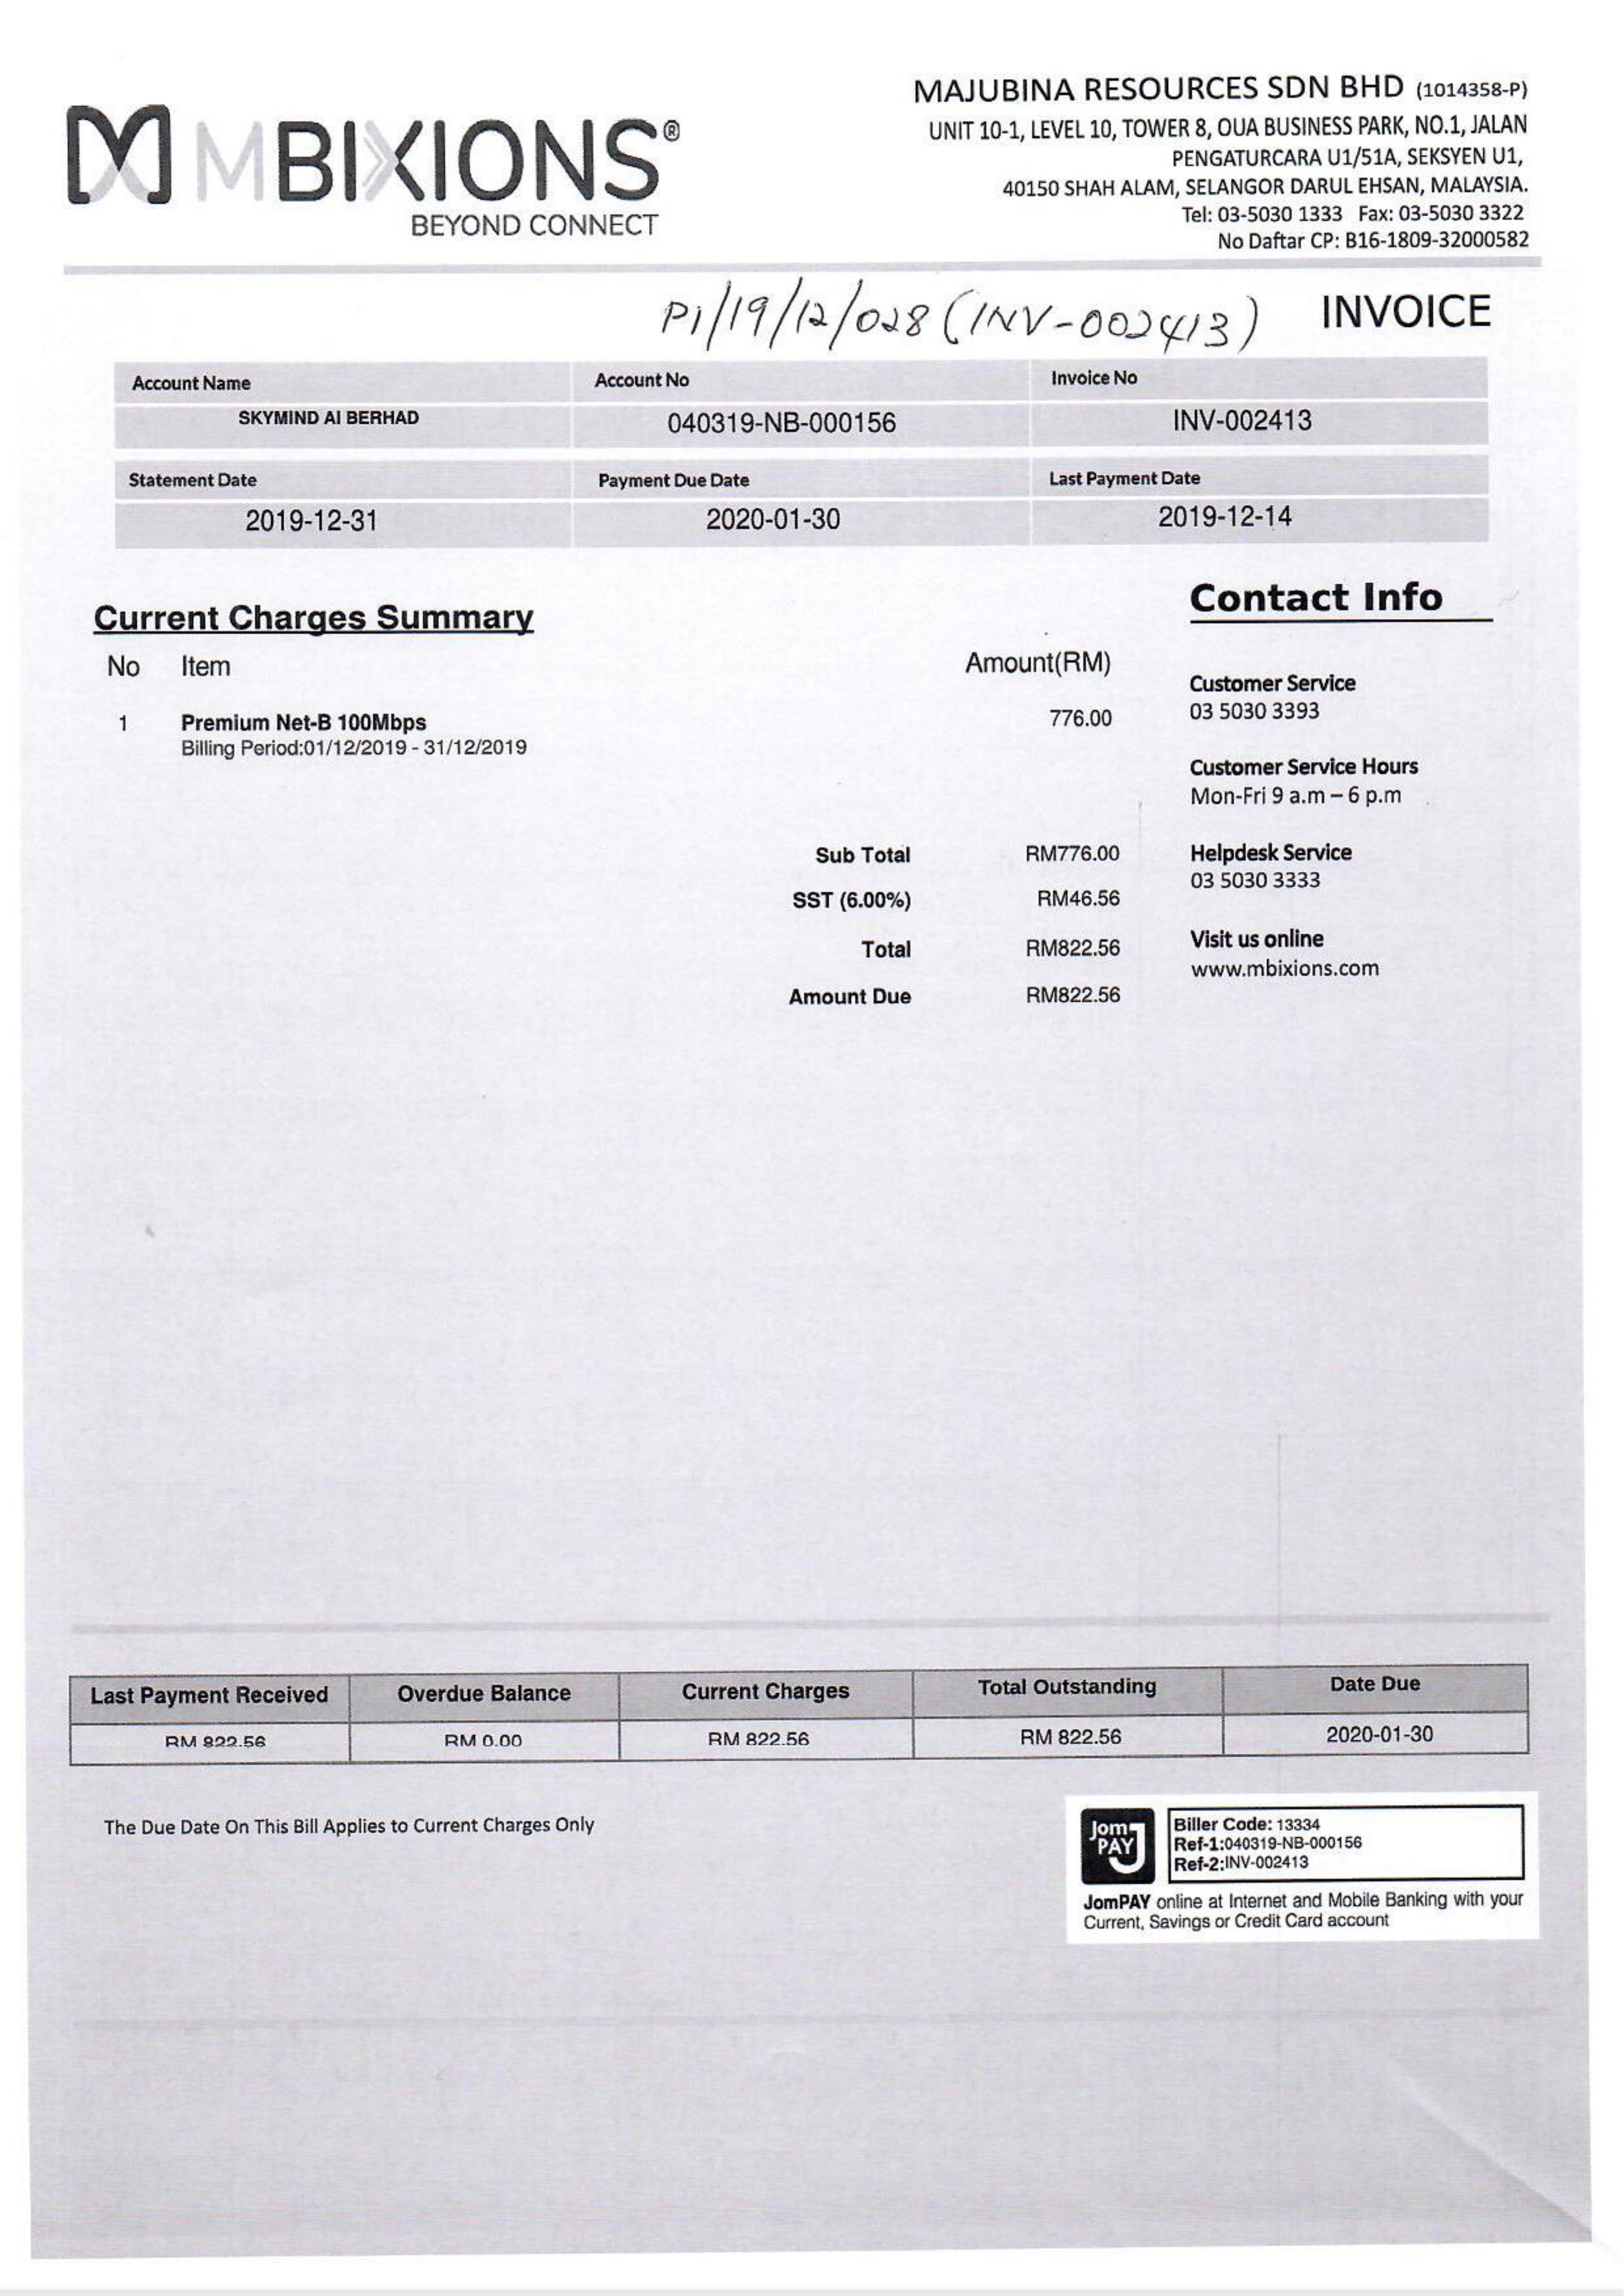 MAJUBINA RESOURCES SDN BHD (1014358-P)
UNIT 10-1, LEVEL 10, TOWER 8, OUA BUSINESS PARK, NO.1, JALAN
PENGATURCARA U1/51A, SEKSYEN U1,
40150 SHAH ALAM, SELANGOR DARUL EHSAN, MALAYSIA.
Tel: 03-5030 1333 Fax: 03-5030 3322
No Daftar CP: B16-1809-32000582
MBIXIONS®
BEYOND CONNECT
PI/19/12/028 (INV-002413)
INVOICE
Account Name Account No Invoice No
SKYMIND AI BERHAD 040319-NB-000156 INV-002413
Statement Date Payment Due Date Last Payment Date
2019-12-31 2020-01-30 2019-12-14
Current Charges Summary
No Item Amount(RM)
1 Premium Net-B 100Mbps 776.00
Billing Period:01/12/2019 - 31/12/2019
Sub Total RM776.00
SST (6.00%) RM46.56
Total RM822.56
Amount Due RM822.56
Contact Info
Customer Service
03 5030 3393
Customer Service Hours
Mon-Fri 9 a.m – 6 p.m
Helpdesk Service
03 5030 3333
Visit us online
www.mbixions.com
Last Payment Received Overdue Balance Current Charges Total Outstanding Date Due
RM 822.56 RM 0.00 RM 822.56 RM 822.56 2020-01-30
The Due Date On This Bill Applies to Current Charges Only
Jom
PAY
Biller Code: 13334
Ref-1:040319-NB-000156
Ref-2:INV-002413
JomPAY online at Internet and Mobile Banking with your
Current, Savings or Credit Card account